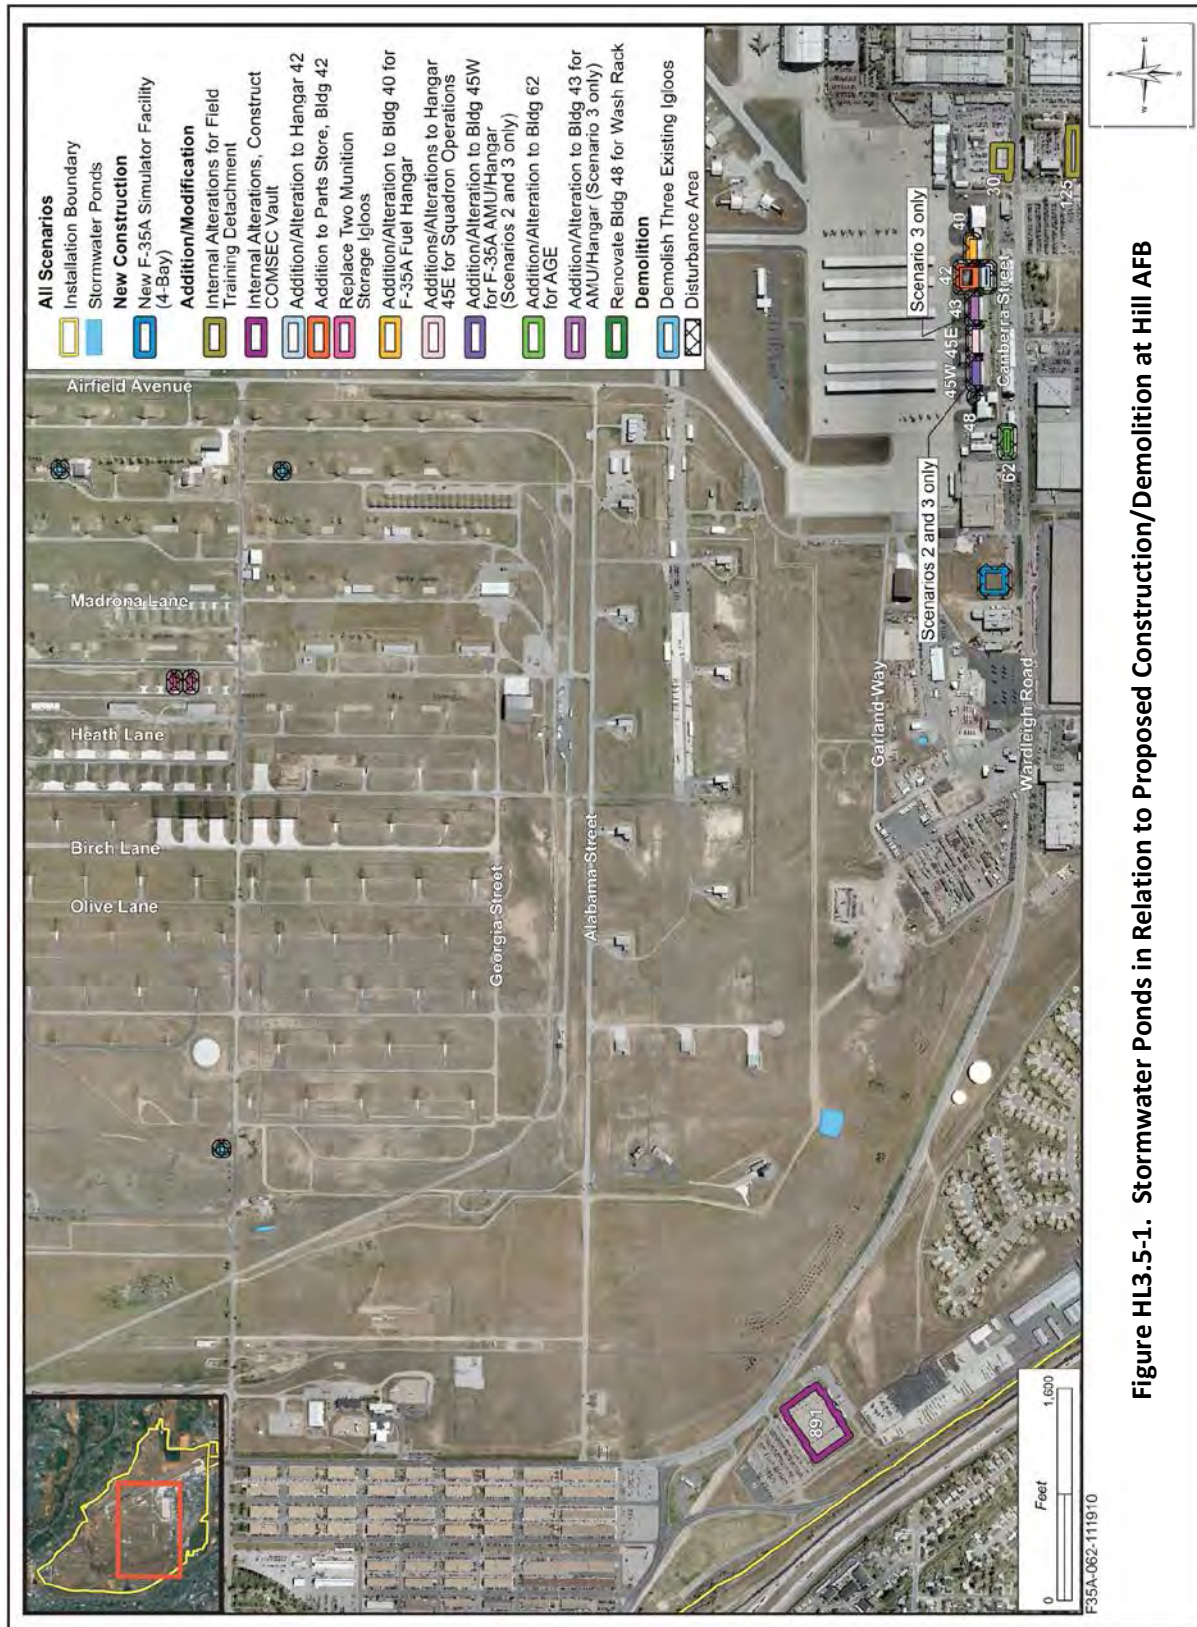 All Scenarios
Installation Boundary
Stormwater Ponds
New Construction
New F-35A Simulator Facility
(4-Bay)
Addition/Modification
Internal Alterations for Field
Training Detachment
Internal Alterations, Construct
COMSEC Vault
Addition/Alteration to Hangar 42
Addition to Parts Store, Bldg 42
Replace Two Munition
Storage Igloos
Addition/Alteration to Bldg 40 for
F-35A Fuel Hangar
Additions/Alterations to Hangar
45E for Squadron Operations
Addition/Alteration to Bldg 45W
for F-35A AMU/Hangar
(Scenarios 2 and 3 only)
Addition/Alteration to Bldg 62
for AGE
Addition/Alteration to Bldg 43 for
AMU/Hangar (Scenario 3 only)
Renovate Bldg 48 for Wash Rack
Demolition
Demolish Three Existing Igloos
Disturbance Area
Airfield Avenue
Madrona Lane
Heath Lane
Birch Lane
Olive Lane
Georgia Street
Alabama Street
Garland Way
Wardleigh Road
Canberra Street
Scenario 3 only
Scenarios 2 and 3 only
45W
45E
43
42
40
30
125
48
62
891
N
E
S
W
Feet
0
1,600
F35A-062-111910
Figure HL3.5-1. Stormwater Ponds in Relation to Proposed Construction/Demolition at Hill AFB